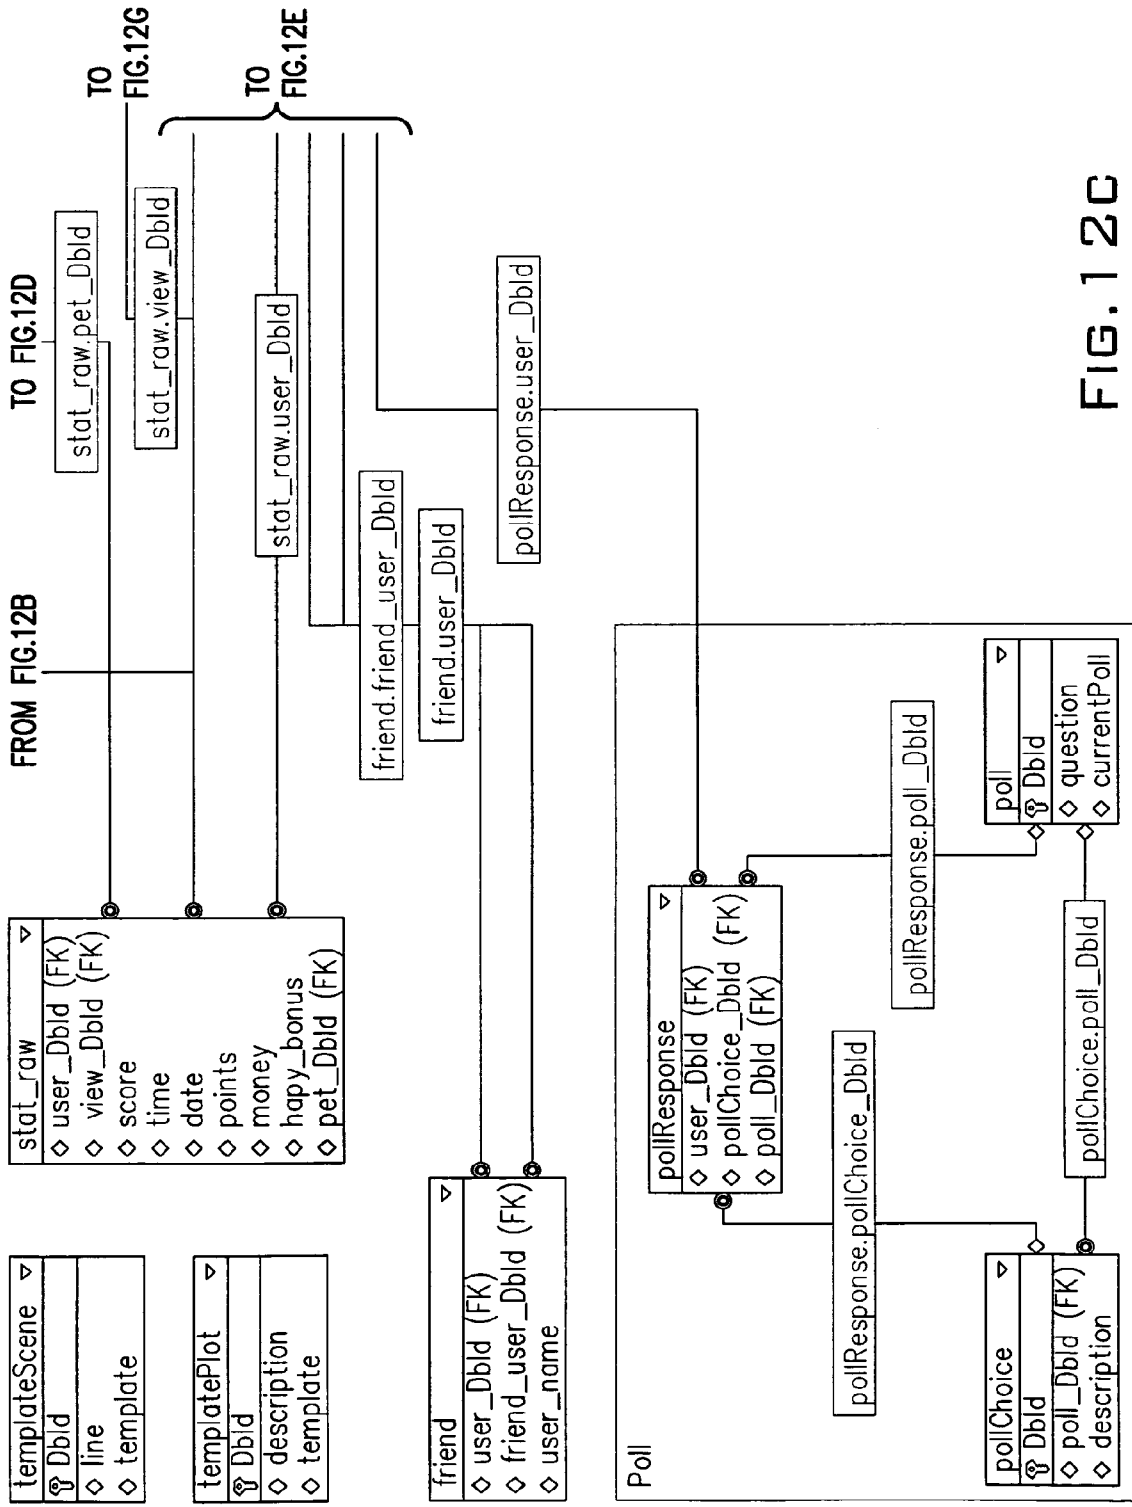 templateScene
DbId
line
template
templatePlot
DbId
description
template
stat_raw
user_DbId (FK)
view_DbId (FK)
score
time
date
points
money
hapy_bonus
pet_DbId (FK)
FROM FIG.12B
TO FIG.12D
TO
FIG.12G
TO
FIG.12E
stat_raw.pet_DbId
stat_raw.view_DbId
stat_raw.user_DbId
friend.friend_user_DbId
friend.user_DbId
pollResponse.user_DbId
friend
user_DbId (FK)
friend_user_DbId (FK)
user_name
Poll
pollResponse
user_DbId (FK)
pollChoice_DbId (FK)
poll_DbId (FK)
pollResponse.pollChoice_DbId
pollResponse.poll_DbId
pollChoice
DbId
poll_DbId (FK)
description
pollChoice.poll_DbId
poll
DbId
question
currentPoll
FIG.12C